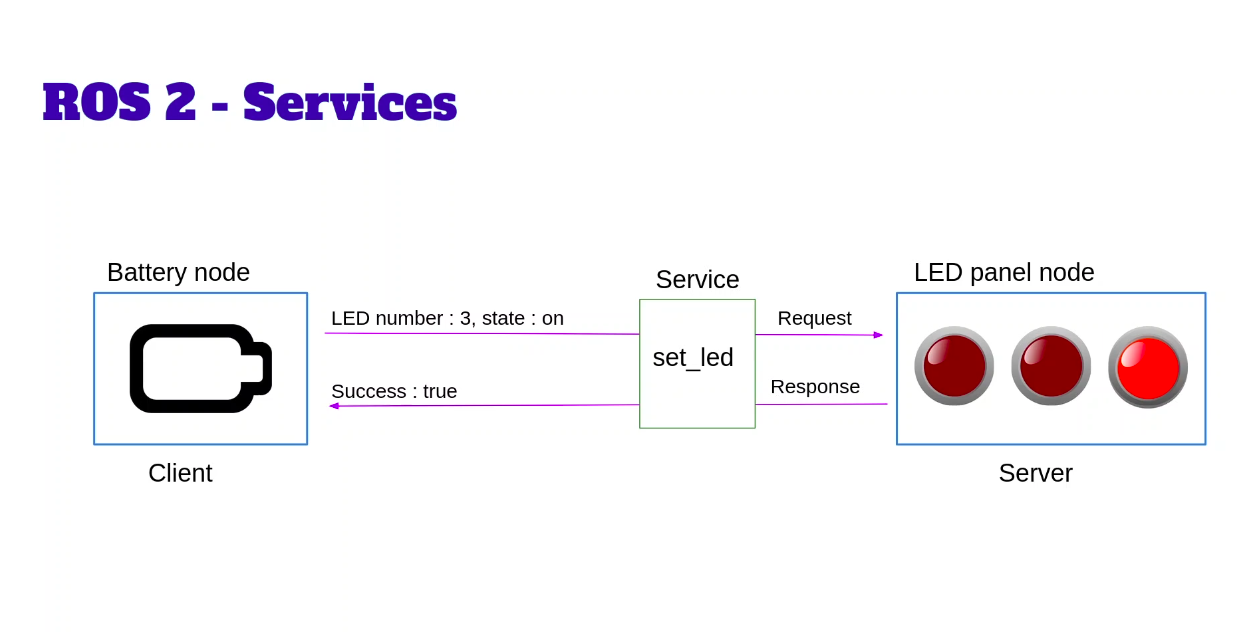 ROS 2 - Services
Battery node
Service
LED panel node
LED number : 3, state : on
Request
set_led
Success : true
Response
Client
Server